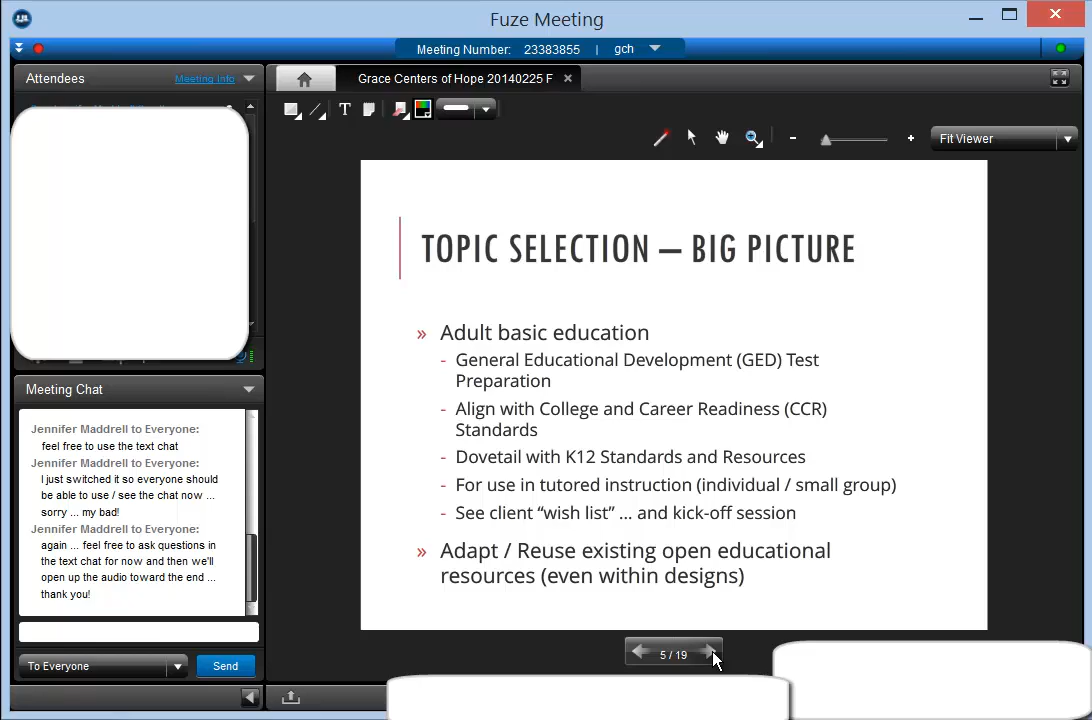 Fuze Meeting
Meeting Number: 23383855 | gch
Attendees
Meeting Info
Grace Centers of Hope 20140225 F
T
Fit Viewer
TOPIC SELECTION – BIG PICTURE
» Adult basic education
- General Educational Development (GED) Test
Preparation
- Align with College and Career Readiness (CCR)
Standards
- Dovetail with K12 Standards and Resources
- For use in tutored instruction (individual / small group)
- See client “wish list” ... and kick-off session
» Adapt / Reuse existing open educational
resources (even within designs)
5 / 19
Meeting Chat
Jennifer Maddrell to Everyone:
feel free to use the text chat
Jennifer Maddrell to Everyone:
I just switched it so everyone should
be able to use / see the chat now ...
sorry ... my bad!
Jennifer Maddrell to Everyone:
again ... feel free to ask questions in
the text chat for now and then we'll
open up the audio toward the end ...
thank you!
To Everyone
Send